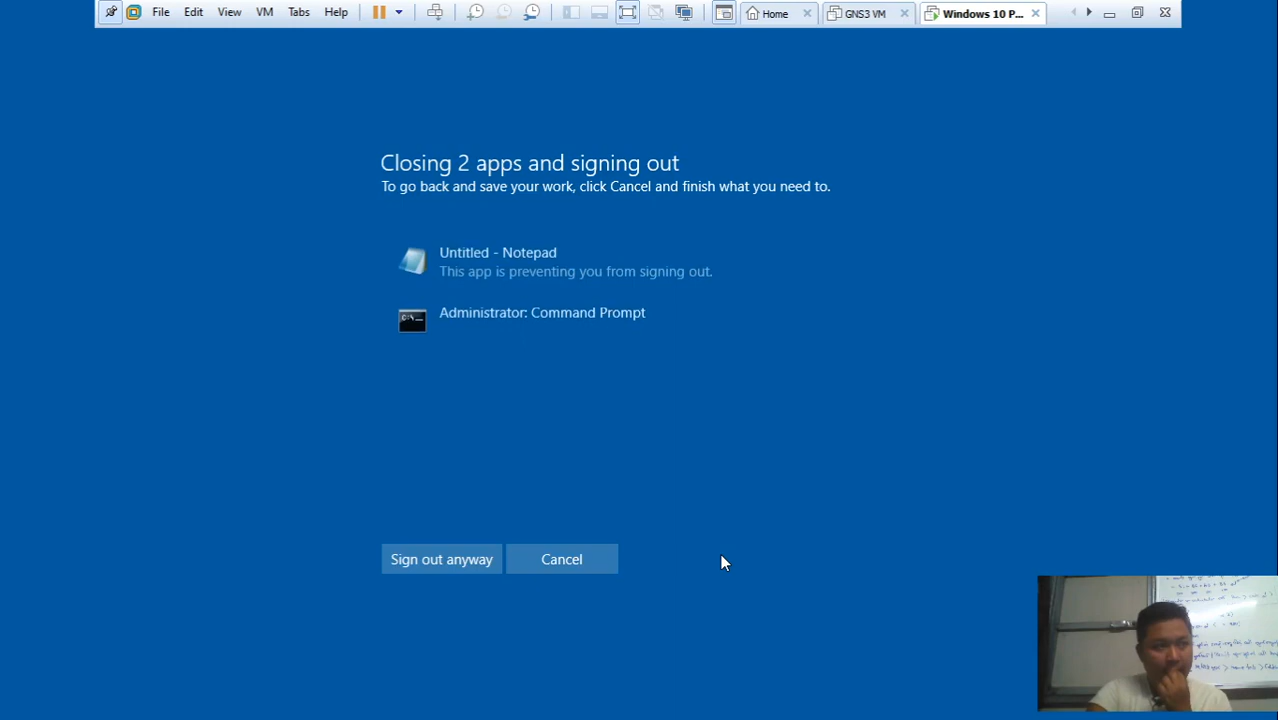 File Edit View VM Tabs Help Home GNS3 VM Windows 10 P...
Closing 2 apps and signing out
To go back and save your work, click Cancel and finish what you need to.
Untitled - Notepad
This app is preventing you from signing out.
Administrator: Command Prompt
Sign out anyway Cancel